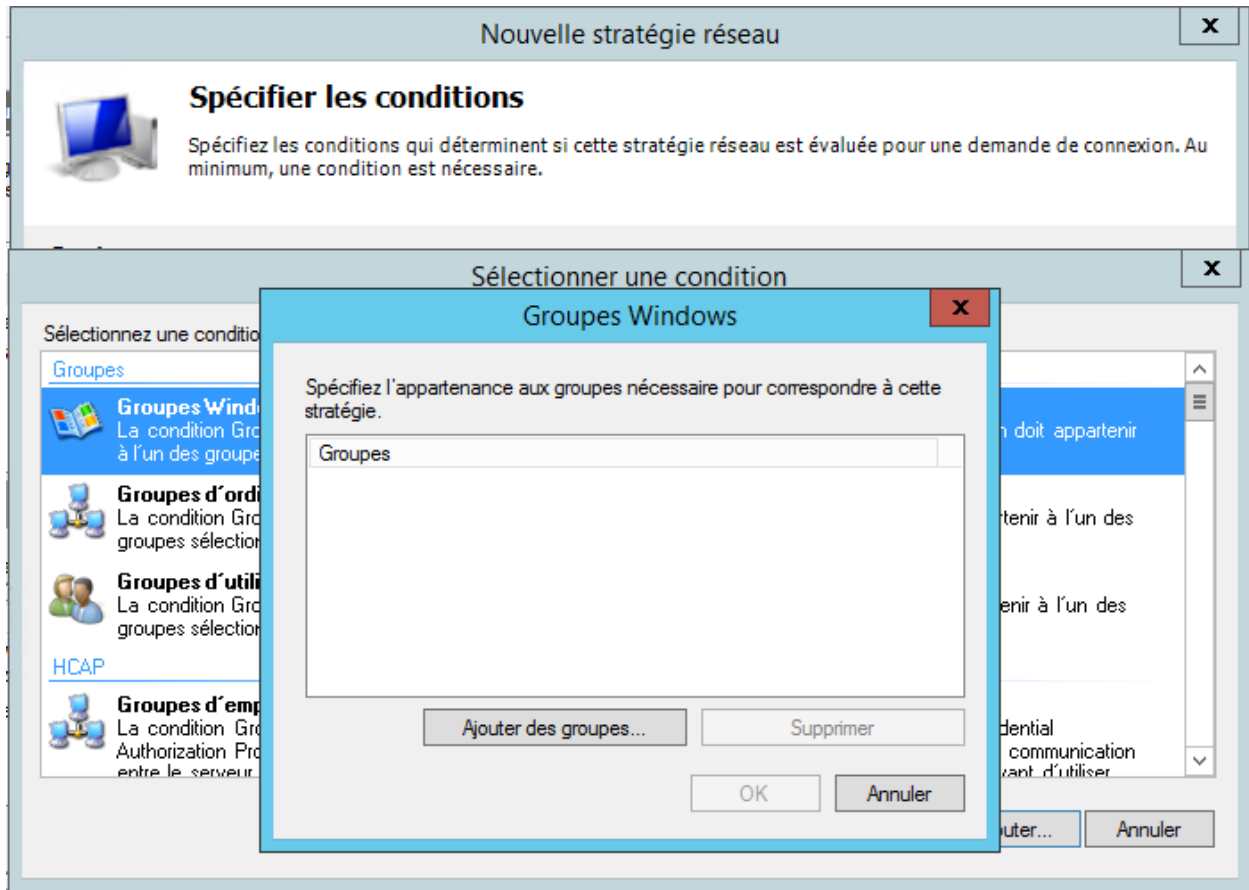 Nouvelle stratégie réseau
x
Spécifier les conditions
Spécifiez les conditions qui déterminent si cette stratégie réseau est évaluée pour une demande de connexion. Au
minimum, une condition est nécessaire.
Sélectionner une condition
x
Groupes Windows
x
Sélectionnez une conditio
Groupes
Groupes Wind
La condition Gro
à l'un des groupe
n doit appartenir
Groupes d'ordi
La condition Gro
groupes sélection
rtenir à l'un des
Groupes d'utili
La condition Gro
groupes sélection
enir à l'un des
HCAP
Groupes d'emp
La condition Gro
Authorization Pro
entre le serveur
dential
communication
vant d'utiliser
Spécifiez l'appartenance aux groupes nécessaire pour correspondre à cette
stratégie.
Groupes
Ajouter des groupes...
Supprimer
OK
Annuler
outer...
Annuler